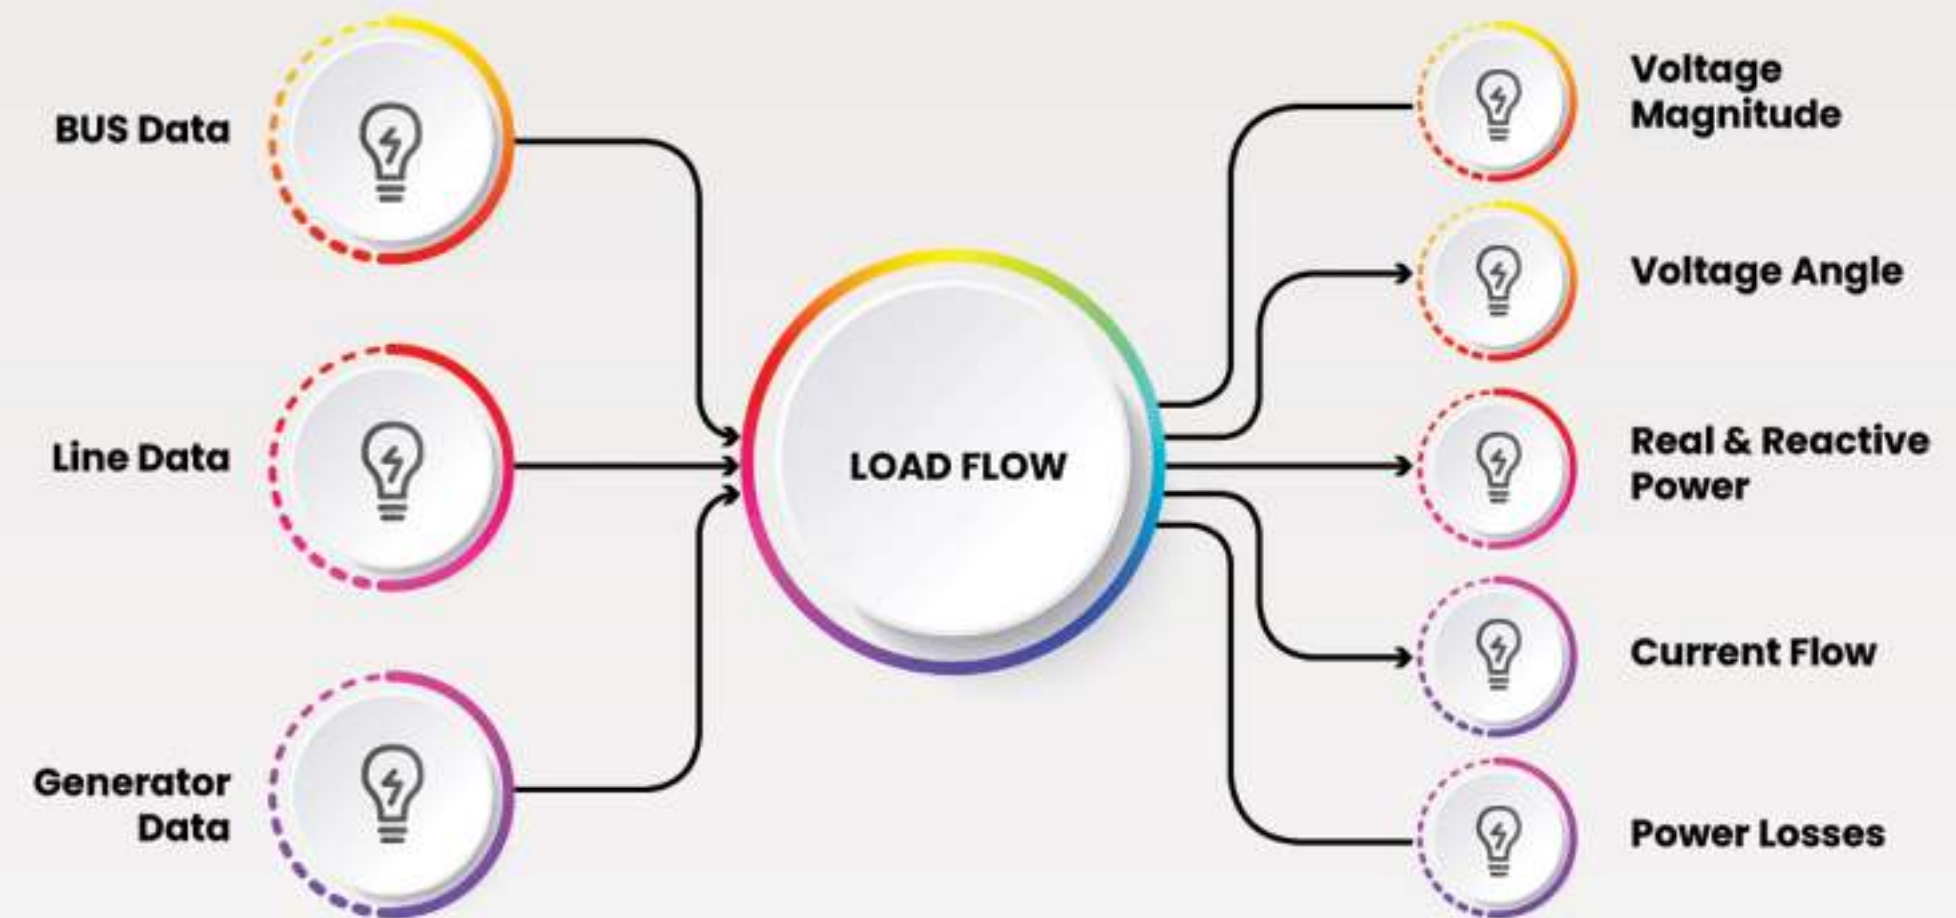 BUS Data
Line Data
Generator
Data
LOAD FLOW
Voltage
Magnitude
Voltage Angle
Real & Reactive
Power
Current Flow
Power Losses